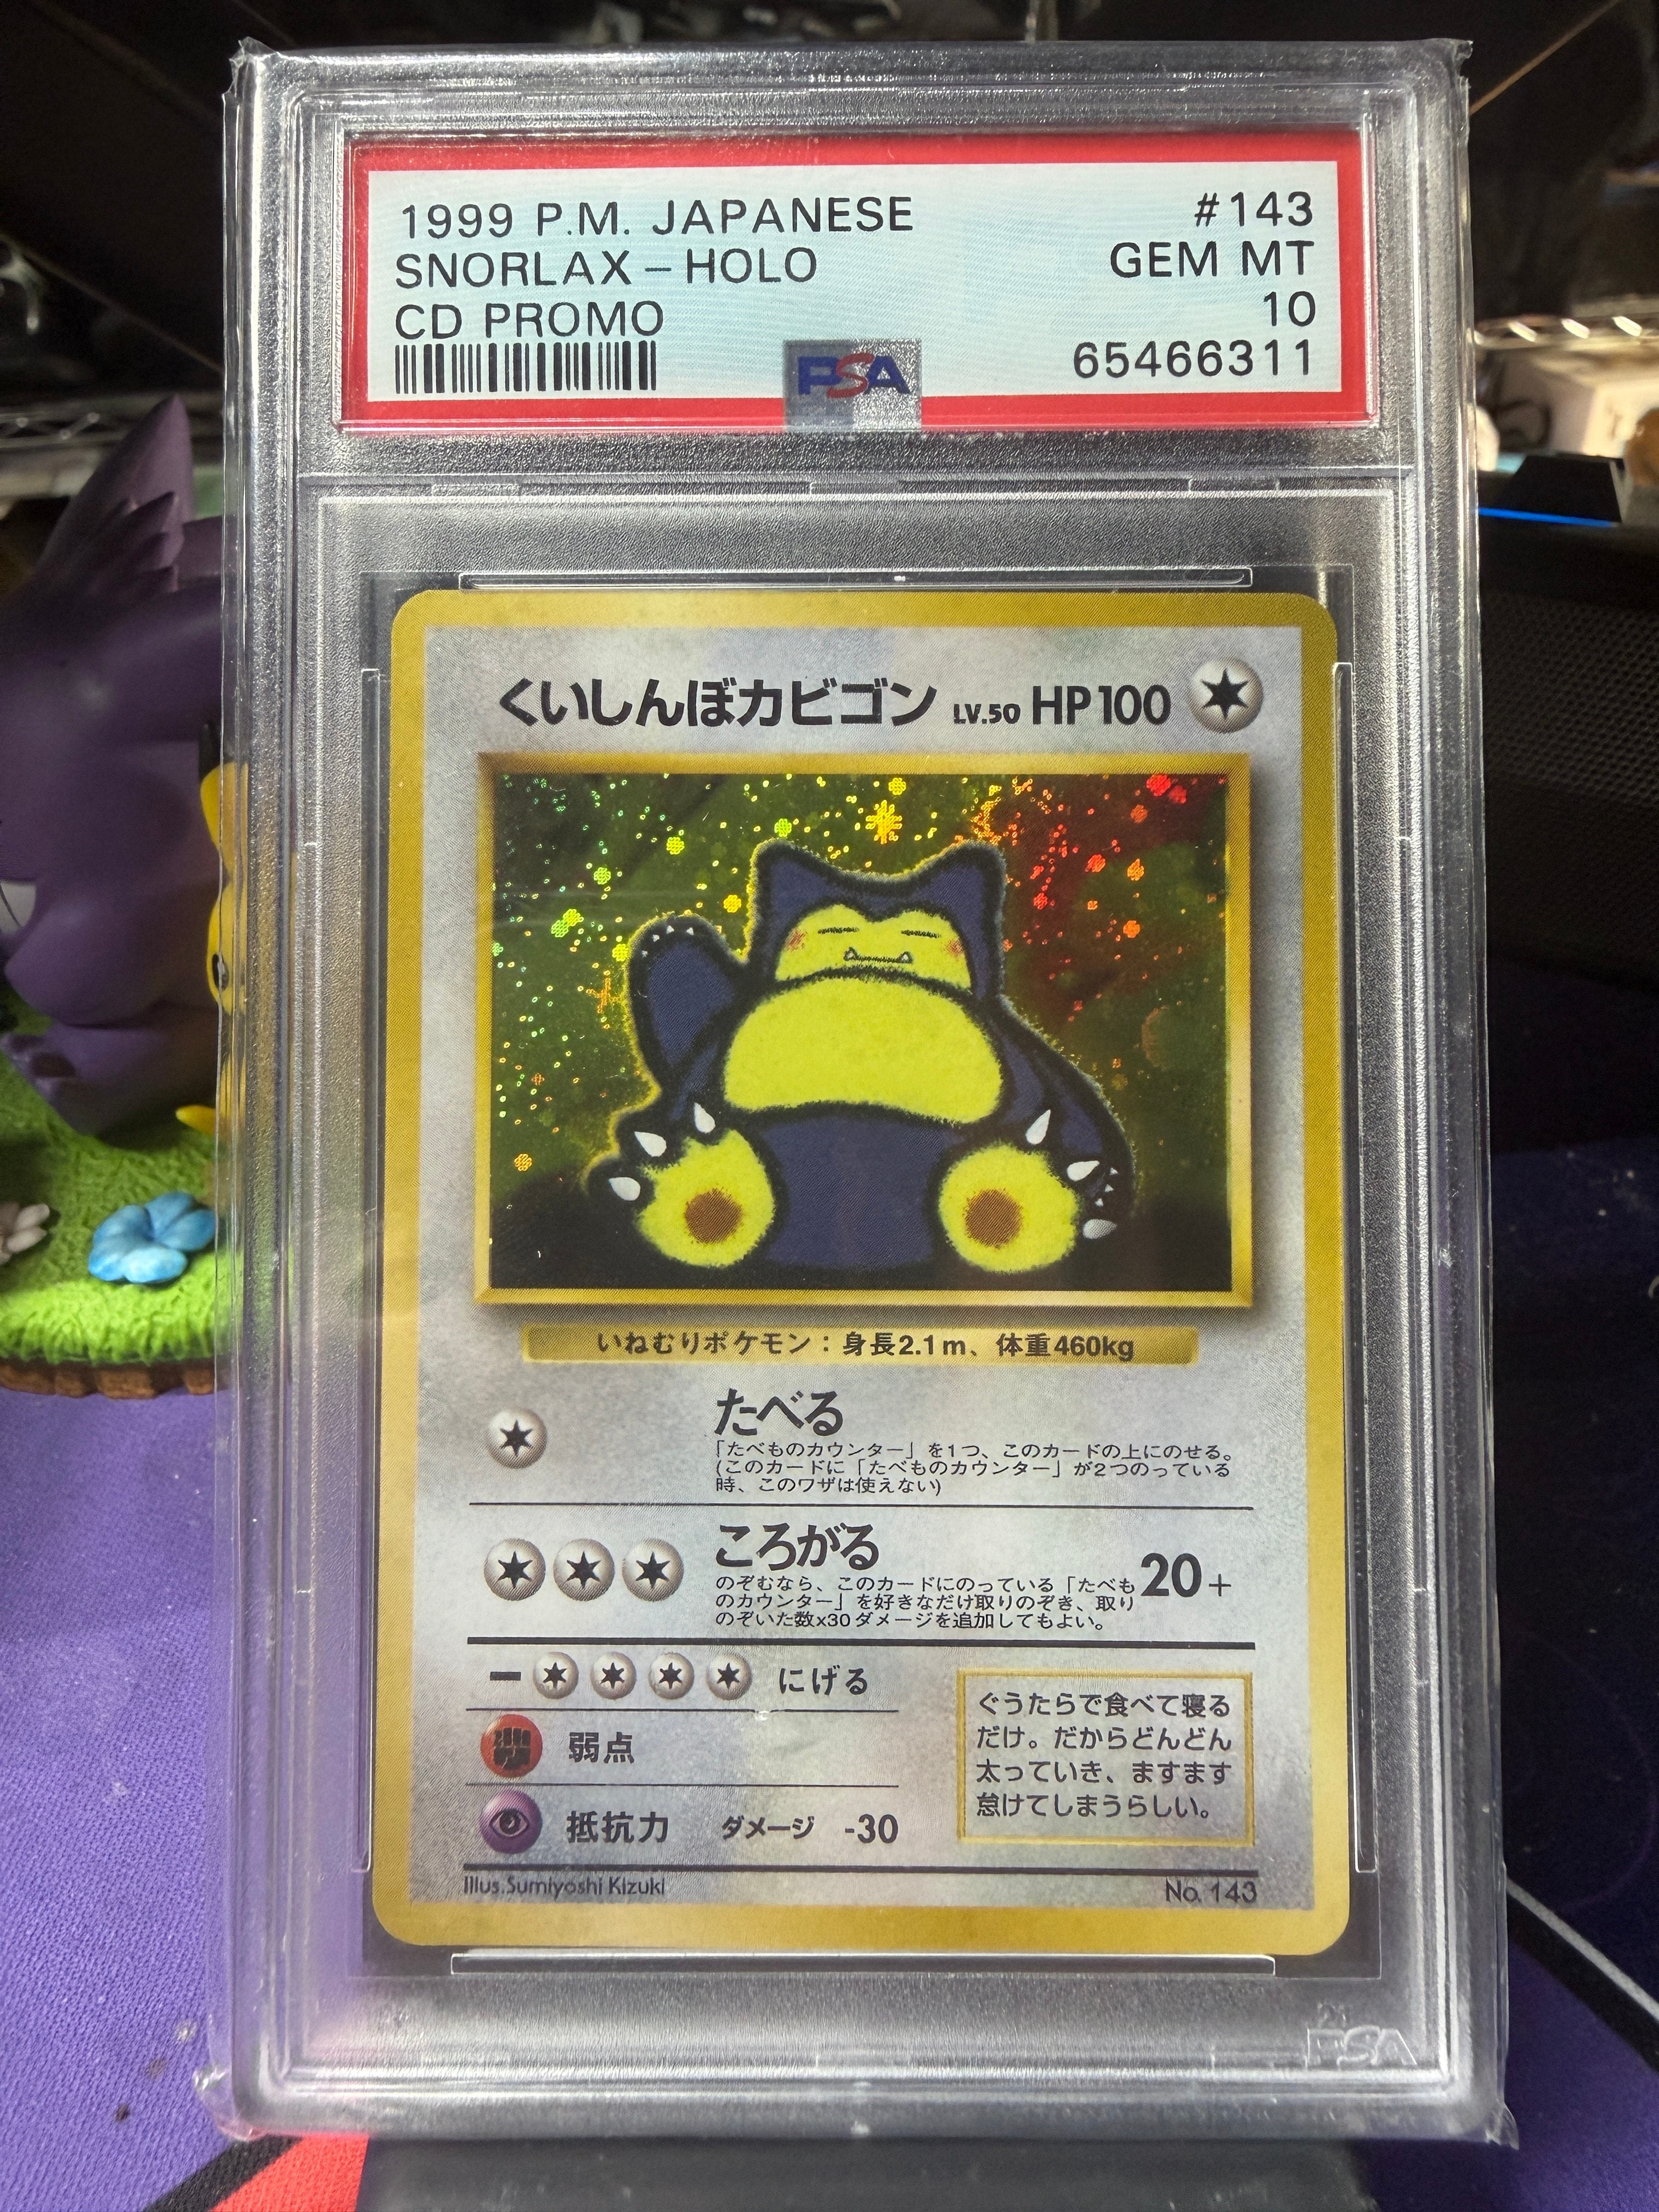 1999 P.M. JAPANESE #143
SNORLAX – HOLO GEM MT
CD PROMO 10
PSA 65466311
くいしんぼカビゴン LV.50 HP100
いねむりポケモン：身長2.1m、体重460kg
たべる
「たべものカウンター」を1つ、このカードの上にのせる。
(このカードに「たべものカウンター」が2つのっている
時、このワザは使えない)
ころがる
のぞむなら、このカードにのっている「たべも
のカウンター」を好きなだけ取りのぞき、取り
のぞいた数x30ダメージを追加してもよい。
20+
ー にげる
弱点
抵抗力 ダメージ -30
ぐうたらで食べて寝る
だけ。だからどんどん
太っていき、ますます
怠けてしまうらしい。
Illus.Sumiyoshi Kizuki No. 143
PSA